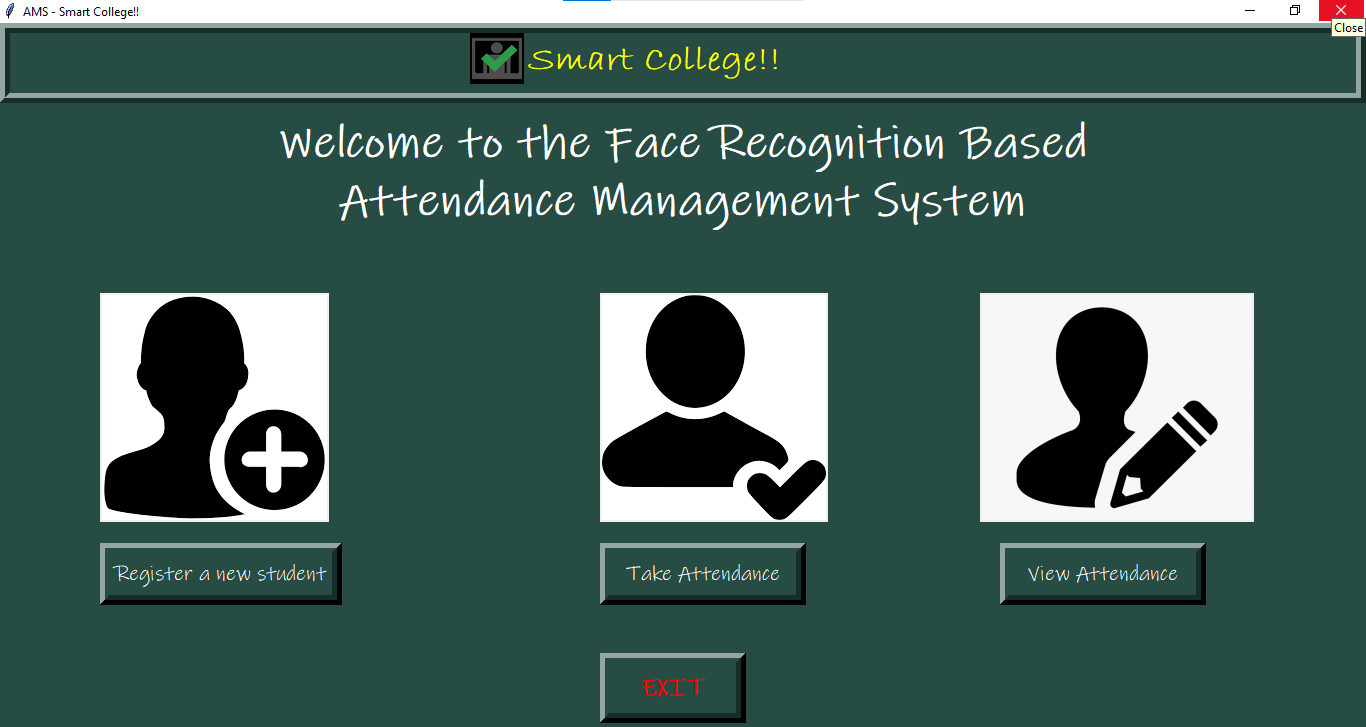 AMS - Smart College!!
Close
Smart College!!
Welcome to the Face Recognition Based
Attendance Management System
Register a new student
Take Attendance
View Attendance
EXIT